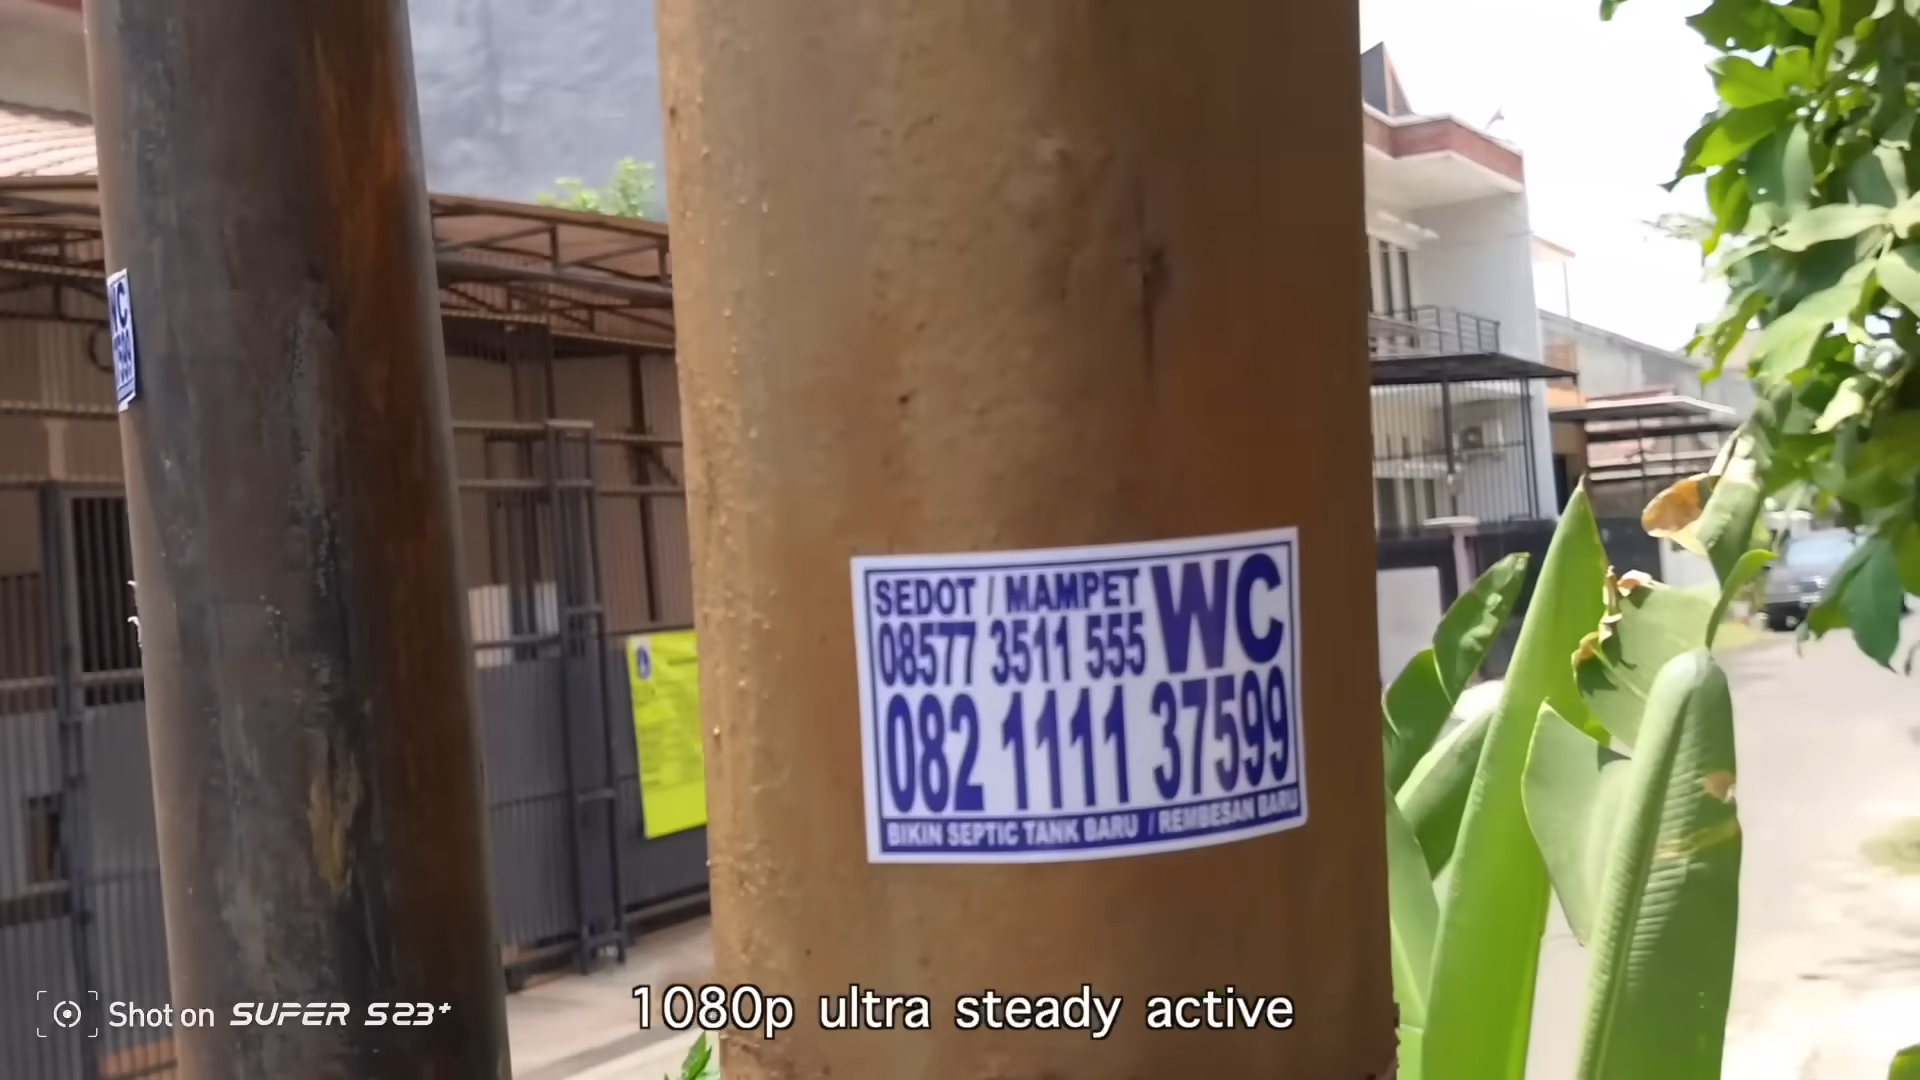 SEDOT / MAMPET WC
08577 3511 555
082 1111 37599
BIKIN SEPTIC TANK BARU / REMBESAN BARU
Shot on SUPER S23+
1080p ultra steady active